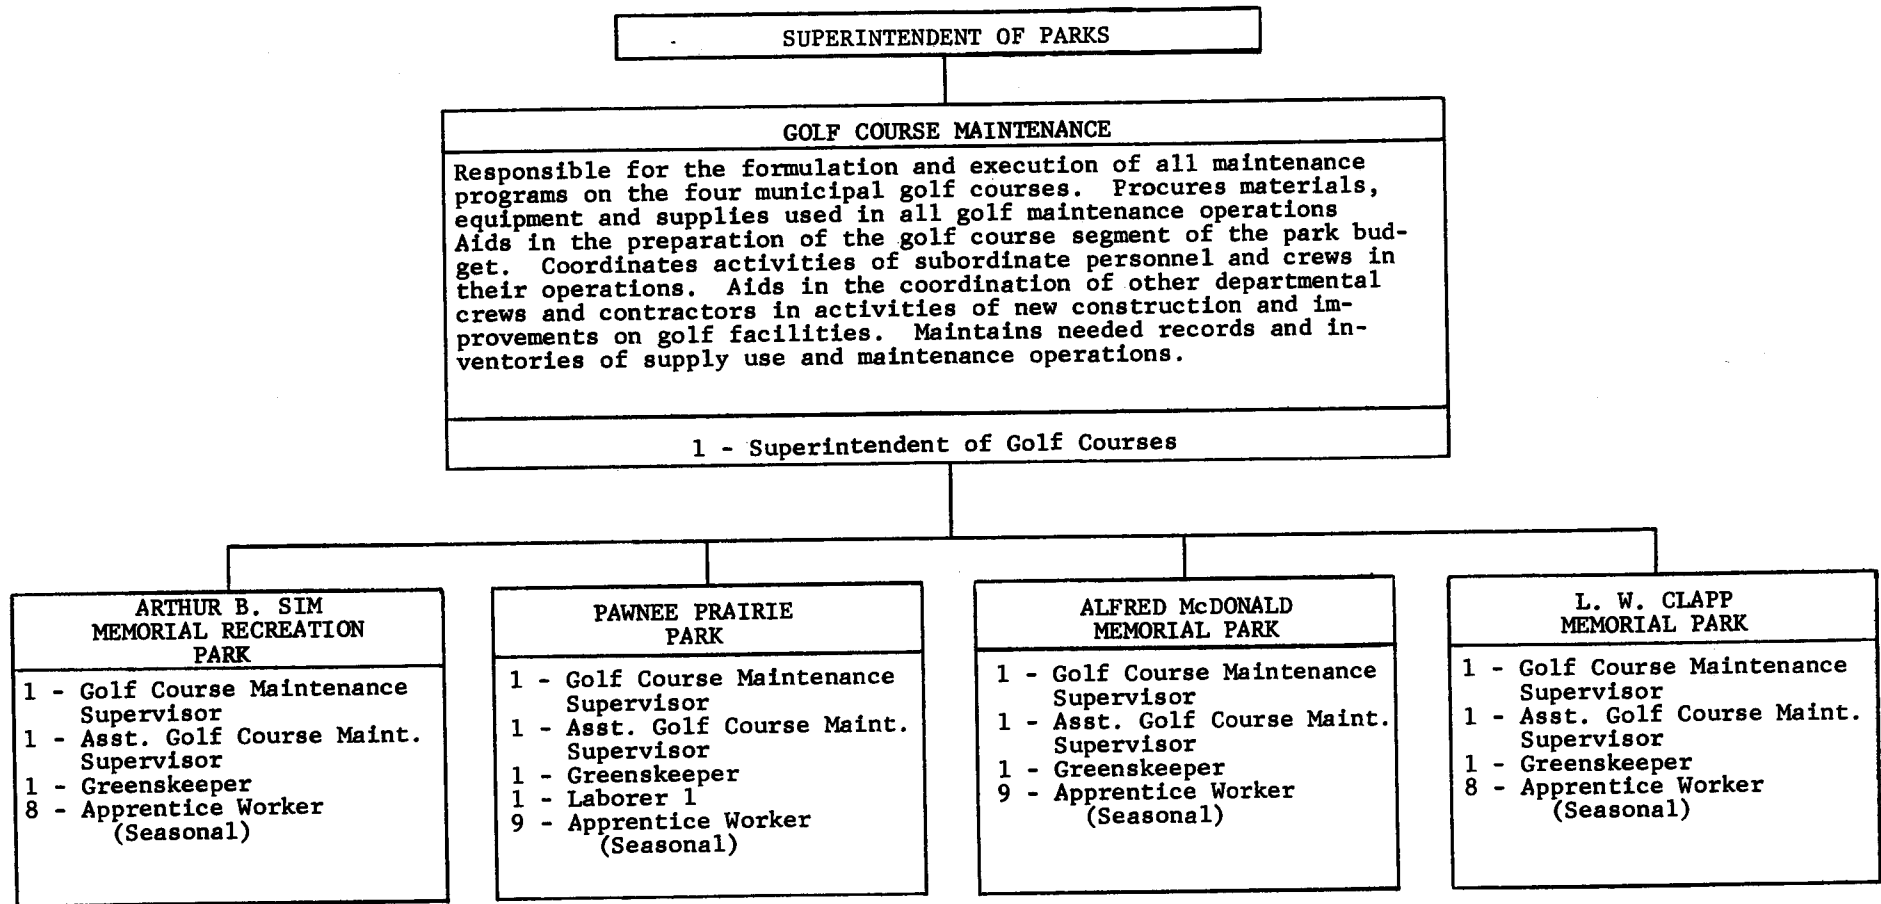 SUPERINTENDENT OF PARKS
GOLF COURSE MAINTENANCE
Responsible for the formulation and execution of all maintenance
programs on the four municipal golf courses. Procures materials,
equipment and supplies used in all golf maintenance operations
Aids in the preparation of the golf course segment of the park bud-
get. Coordinates activities of subordinate personnel and crews in
their operations. Aids in the coordination of other departmental
crews and contractors in activities of new construction and im-
provements on golf facilities. Maintains needed records and in-
ventories of supply use and maintenance operations.
1 - Superintendent of Golf Courses
ARTHUR B. SIM
MEMORIAL RECREATION
PARK
1 - Golf Course Maintenance
Supervisor
1 - Asst. Golf Course Maint.
Supervisor
1 - Greenskeeper
8 - Apprentice Worker
(Seasonal)
PAWNEE PRAIRIE
PARK
1 - Golf Course Maintenance
Supervisor
1 - Asst. Golf Course Maint.
Supervisor
1 - Greenskeeper
1 - Laborer 1
9 - Apprentice Worker
(Seasonal)
ALFRED McDONALD
MEMORIAL PARK
1 - Golf Course Maintenance
Supervisor
1 - Asst. Golf Course Maint.
Supervisor
1 - Greenskeeper
9 - Apprentice Worker
(Seasonal)
L. W. CLAPP
MEMORIAL PARK
1 - Golf Course Maintenance
Supervisor
1 - Asst. Golf Course Maint.
Supervisor
1 - Greenskeeper
8 - Apprentice Worker
(Seasonal)